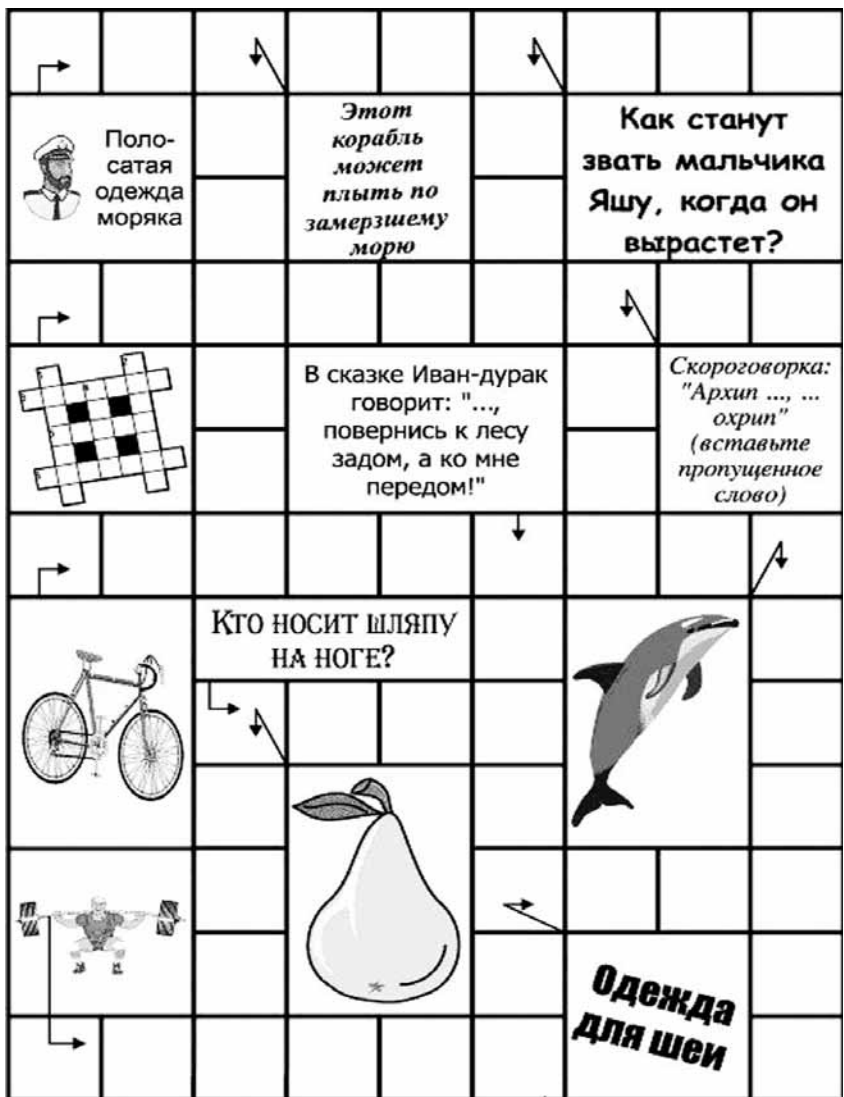 Поло-
сатая
одежда
моряка
Этот
корабль
может
плыть по
замерзшему
морю
Как станут
звать мальчика
Яшу, когда он
вырастет?
В сказке Иван-дурак
говорит: "...,
повернись к лесу
задом, а ко мне
передом!"
Скороговорка:
"Архип ..., ...
охрип"
(вставьте
пропущенное
слово)
Кто носит шляпу
на ноге?
Одежда
для шеи